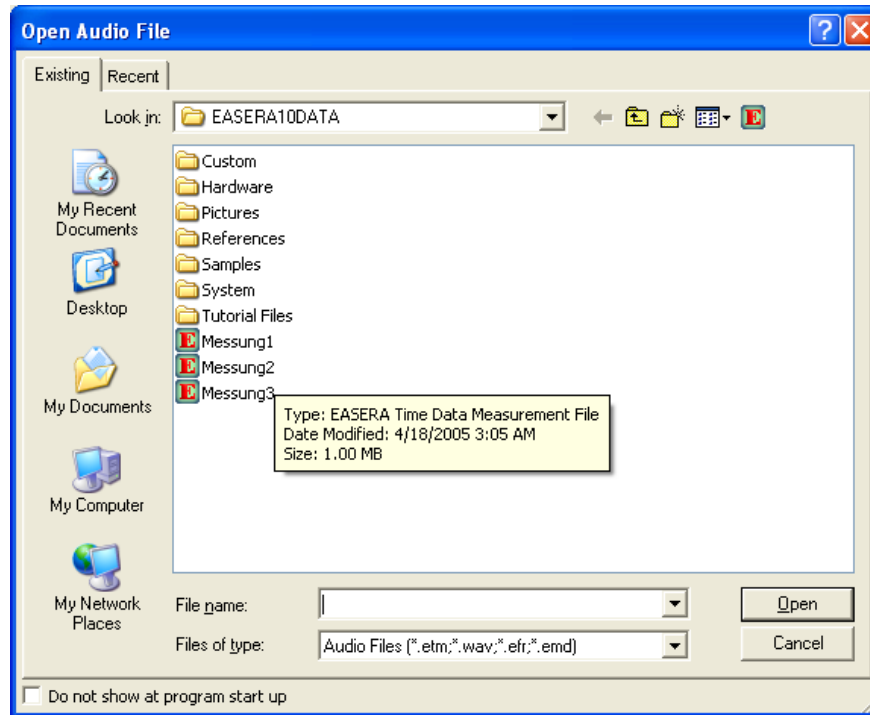 Open Audio File
Existing Recent
Look in: EASERA10DATA
My Recent Documents
Desktop
My Documents
My Computer
My Network Places
Custom
Hardware
Pictures
References
Samples
System
Tutorial Files
E Messung1
E Messung2
E Messung3
Type: EASERA Time Data Measurement File
Date Modified: 4/18/2005 3:05 AM
Size: 1.00 MB
File name:
Open
Files of type: Audio Files (*.etm;*.wav;*.efr;*.emd)
Cancel
Do not show at program start up